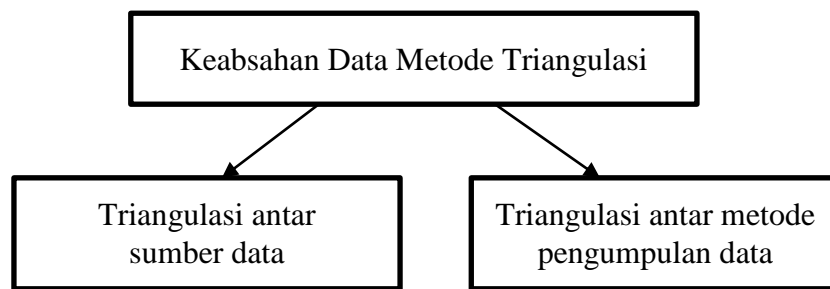 Keabsahan Data Metode Triangulasi
Triangulasi antar
sumber data
Triangulasi antar metode
pengumpulan data